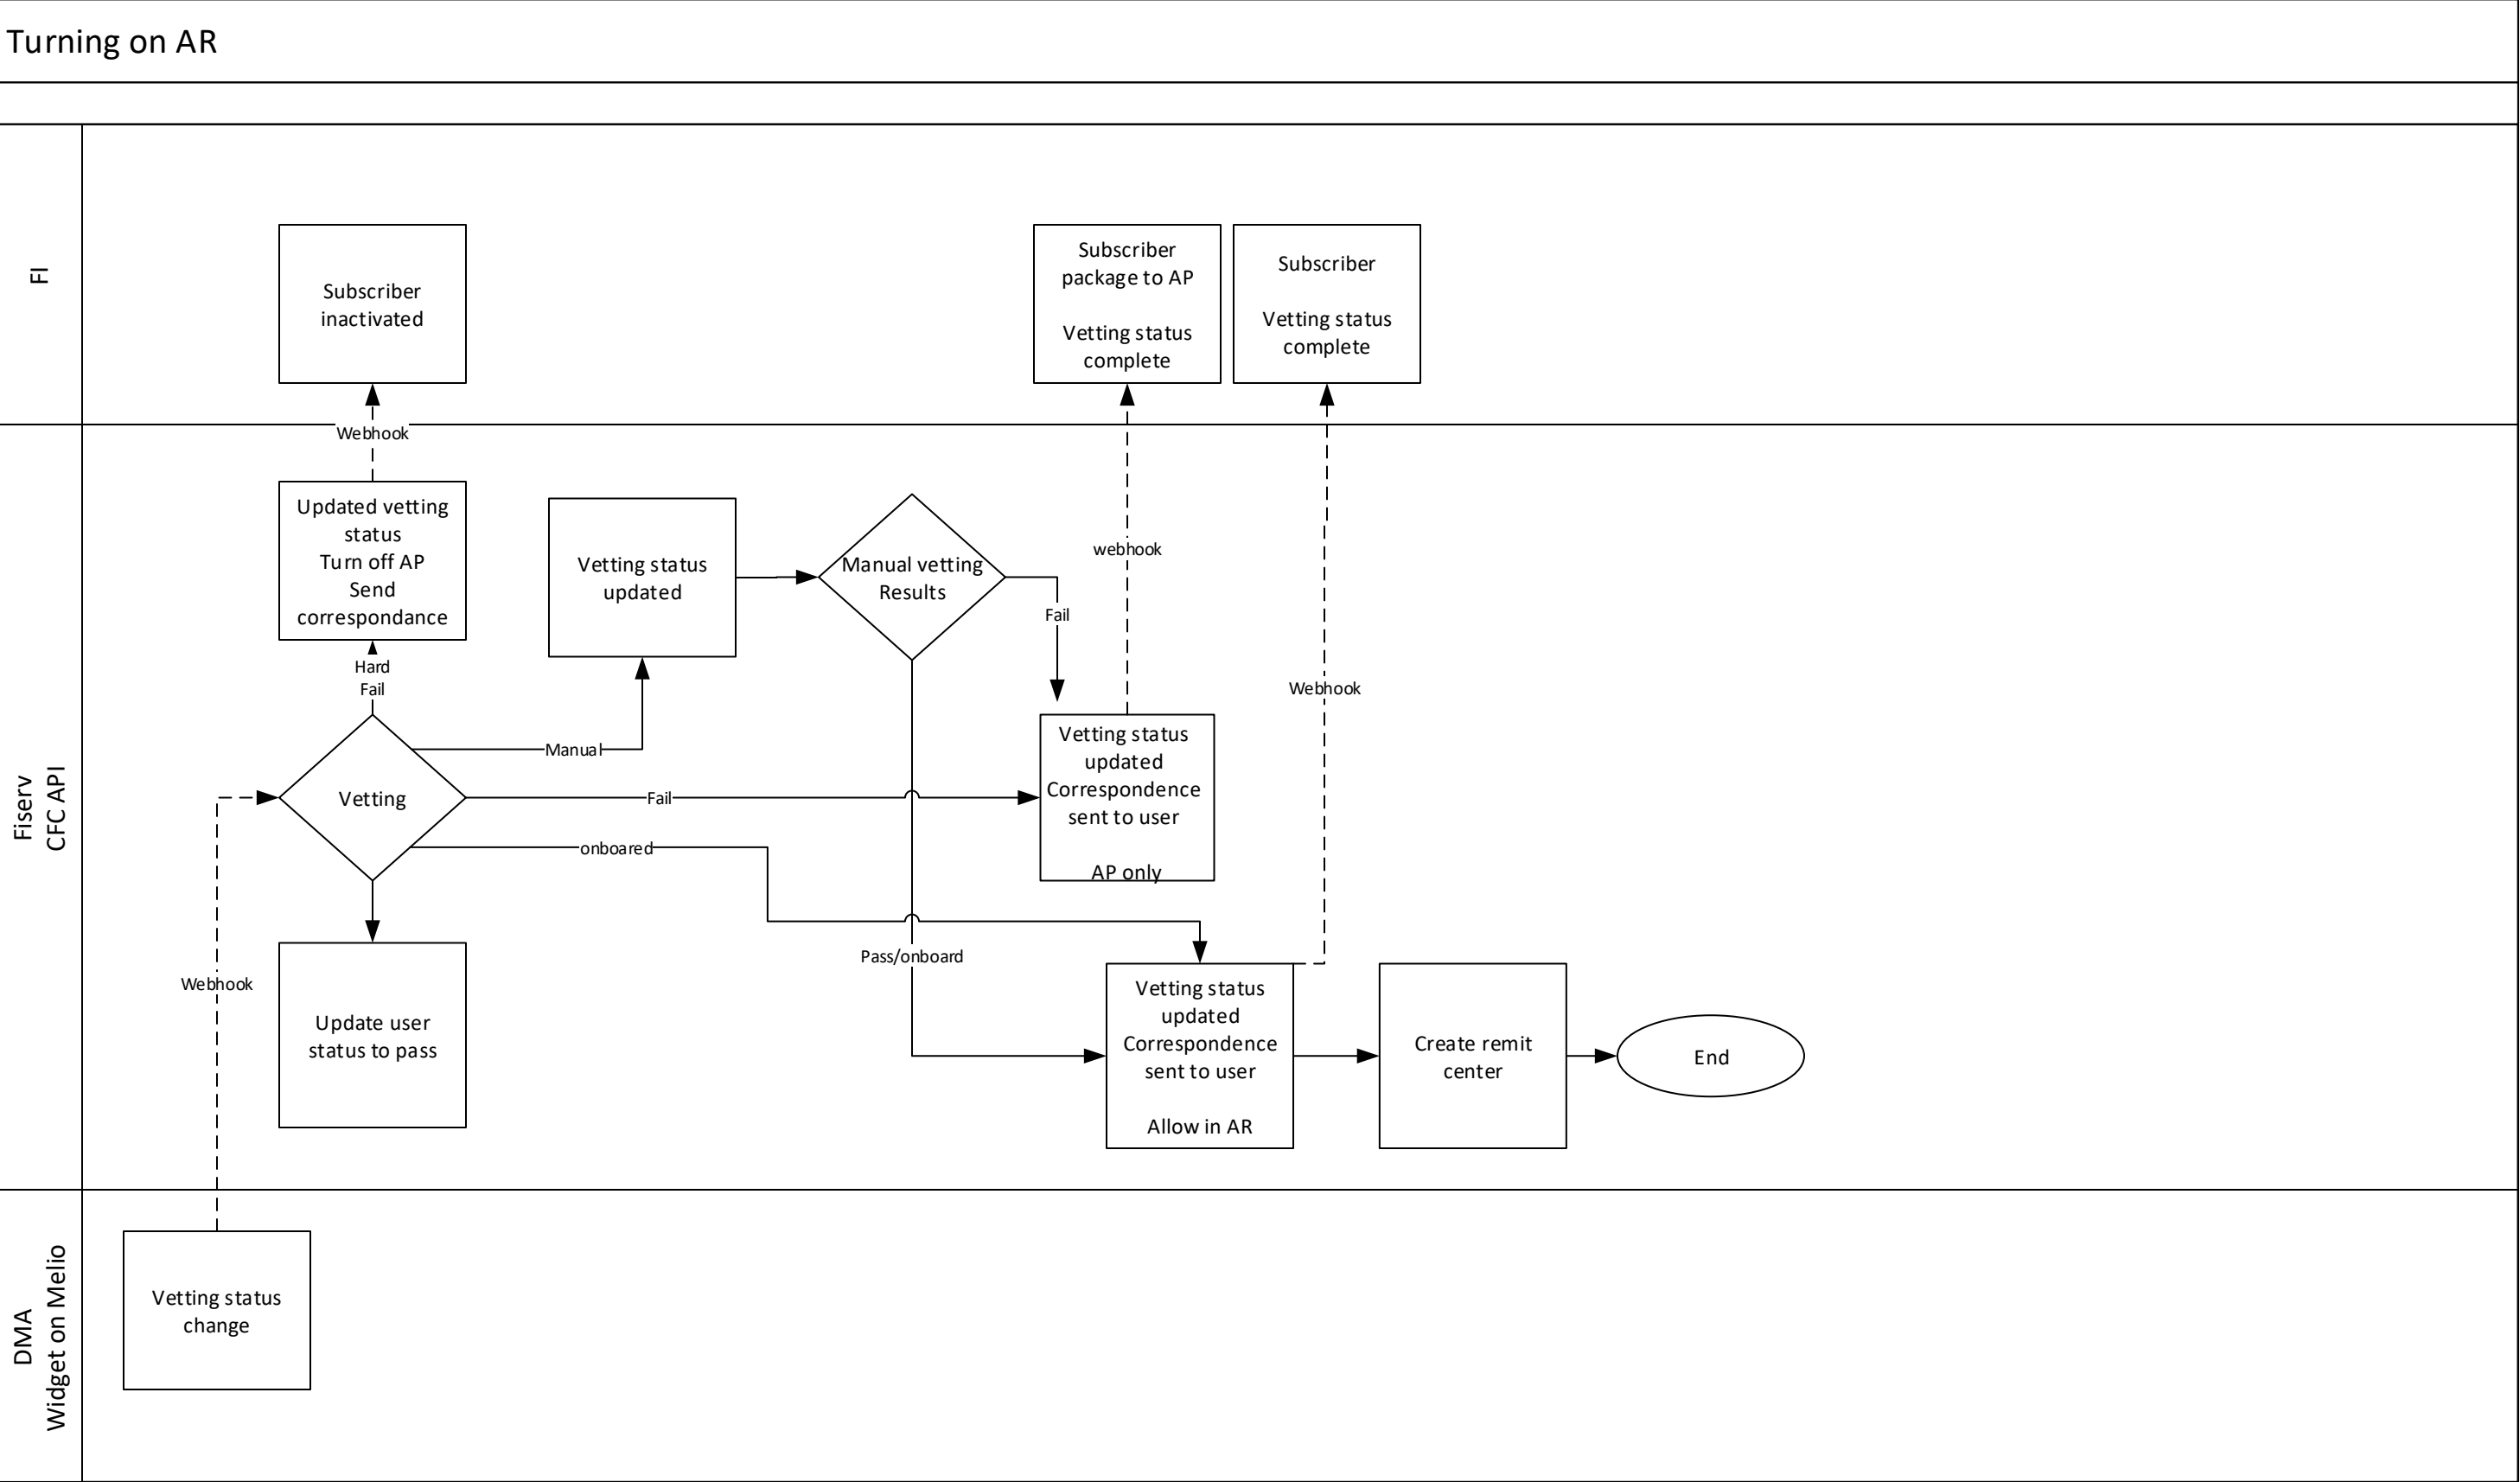 Turning on AR
FI
Subscriber
inactivated
Subscriber
package to AP
Vetting status
complete
Subscriber
Vetting status
complete
Webhook
Fiserv
CFC API
Updated vetting
status
Turn off AP
Send
correspondance
Vetting status
updated
Manual vetting
Results
webhook
Fail
Hard
Fail
Webhook
Manual
Vetting
Fail
Vetting status
updated
Correspondence
sent to user
AP only
onboared
Pass/onboard
Webhook
Update user
status to pass
Vetting status
updated
Correspondence
sent to user
Allow in AR
Create remit
center
End
DMA
Widget on Melio
Vetting status
change